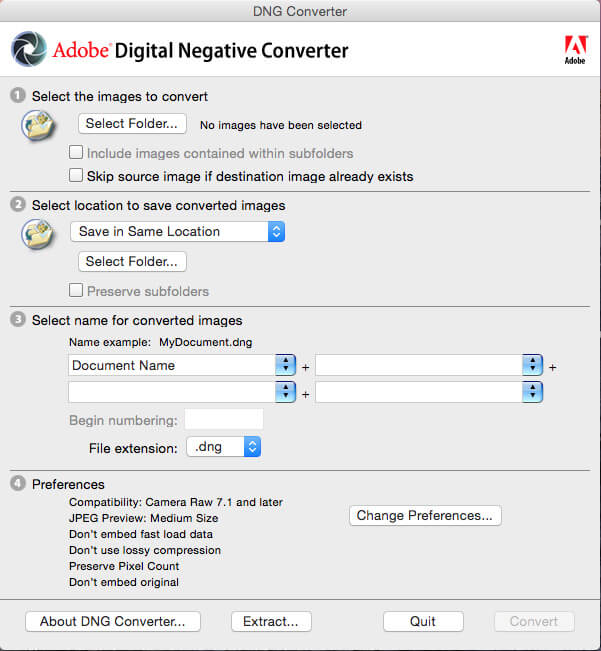 DNG Converter
Adobe® Digital Negative Converter
Adobe
1 Select the images to convert
Select Folder... No images have been selected
Include images contained within subfolders
Skip source image if destination image already exists
2 Select location to save converted images
Save in Same Location
Select Folder...
Preserve subfolders
3 Select name for converted images
Name example: MyDocument.dng
Document Name + +
+
Begin numbering:
File extension: .dng
4 Preferences
Compatibility: Camera Raw 7.1 and later
JPEG Preview: Medium Size
Change Preferences...
Don't embed fast load data
Don't use lossy compression
Preserve Pixel Count
Don't embed original
About DNG Converter... Extract... Quit Convert